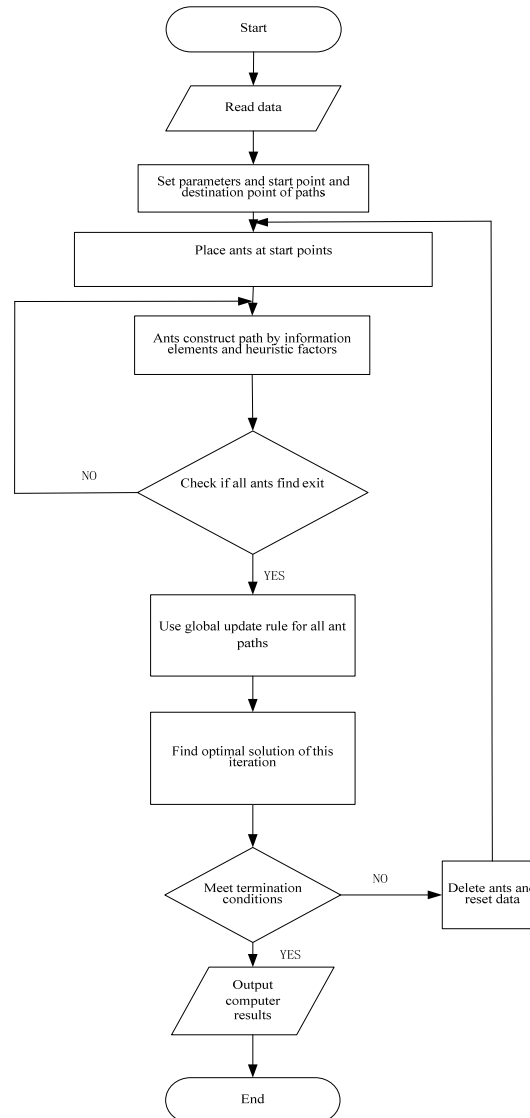 Start
Read data
Set parameters and start point and
destination point of paths
Place ants at start points
Ants construct path by information
elements and heuristic factors
NO
Check if all ants find exit
YES
Use global update rule for all ant
paths
Find optimal solution of this
iteration
Meet termination
conditions
NO
Delete ants and
reset data
YES
Output
computer
results
End